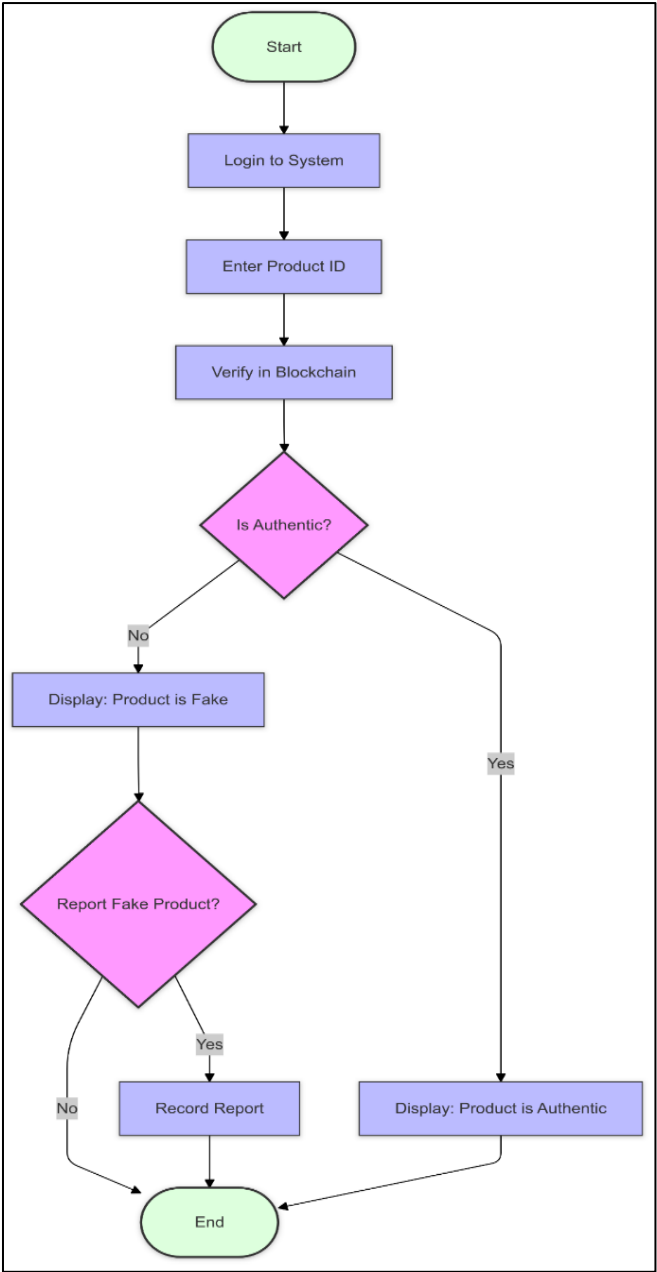 Start
Login to System
Enter Product ID
Verify in Blockchain
Is Authentic?
No
Display: Product is Fake
Yes
Report Fake Product?
Yes
No
Record Report
Display: Product is Authentic
End